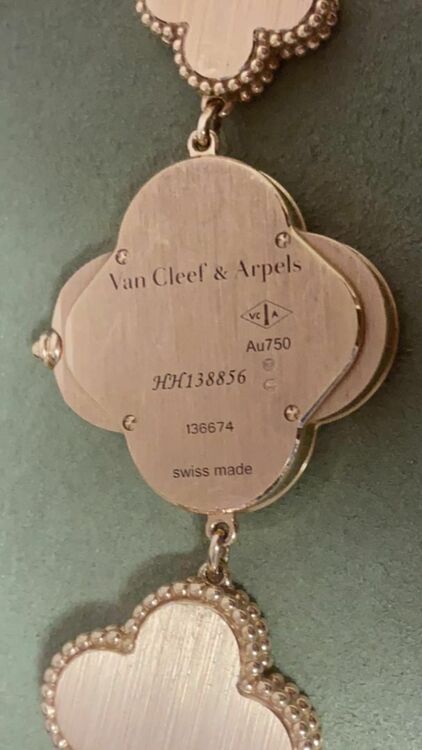 Van Cleef & Arpels
VC A
Au750
HH138856
136674
swiss made